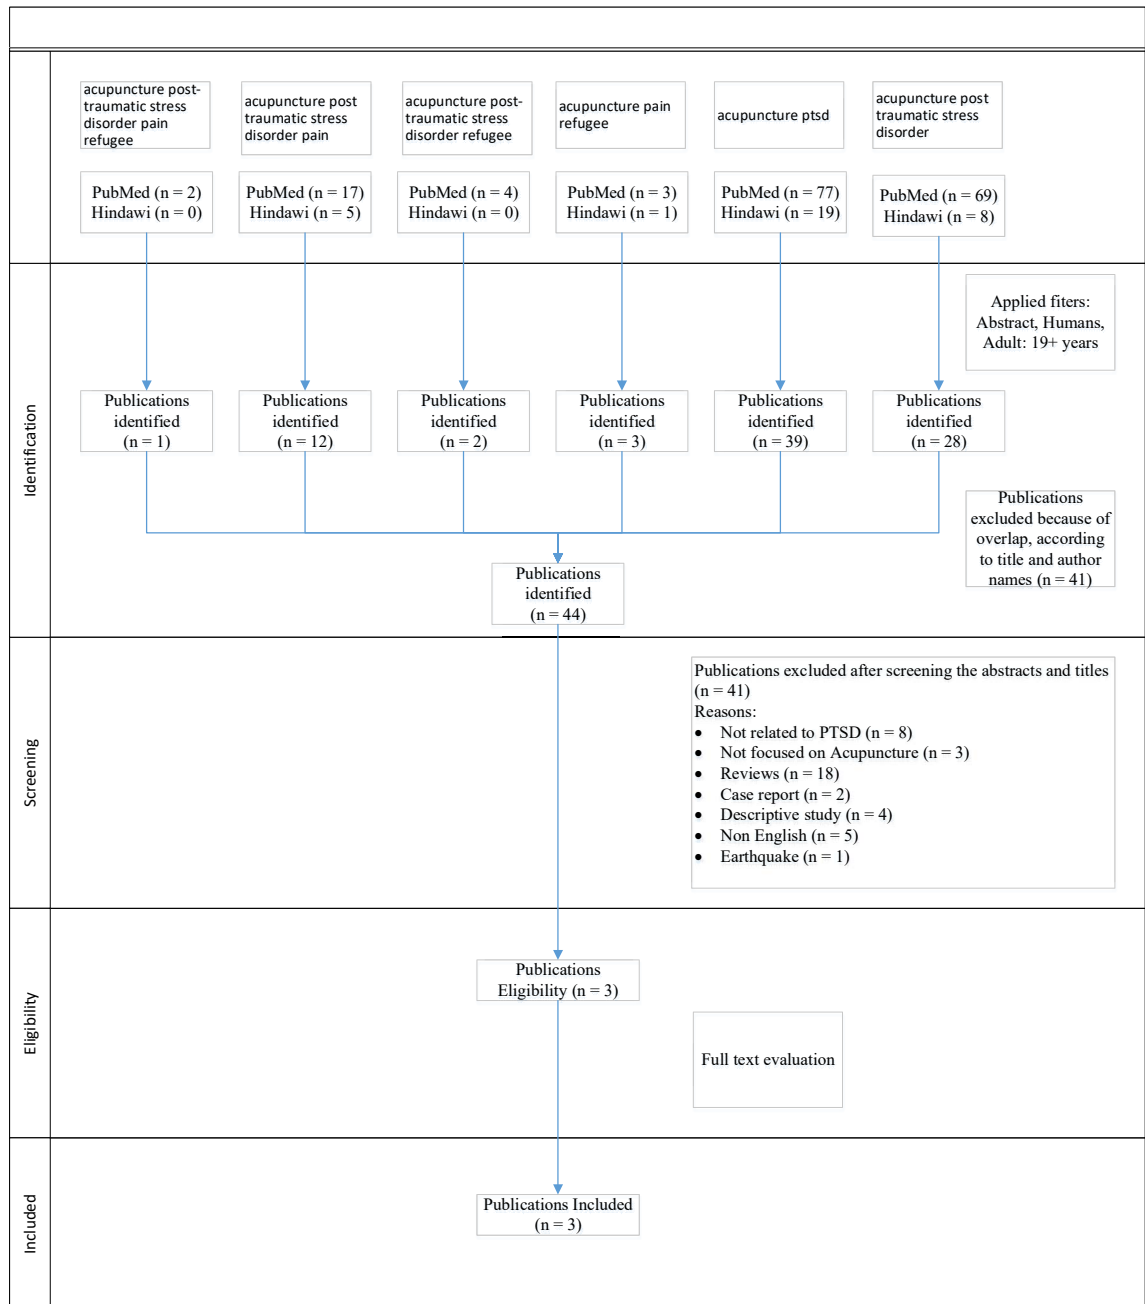 acupuncture post-
traumatic stress
disorder pain
refugee
acupuncture post
traumatic stress
disorder pain
acupuncture post-
traumatic stress
disorder refugee
acupuncture pain
refugee
acupuncture ptsd
acupuncture post
traumatic stress
disorder
PubMed (n = 2)
Hindawi (n = 0)
PubMed (n = 17)
Hindawi (n = 5)
PubMed (n = 4)
Hindawi (n = 0)
PubMed (n = 3)
Hindawi (n = 1)
PubMed (n = 77)
Hindawi (n = 19)
PubMed (n = 69)
Hindawi (n = 8)
Identification
Applied fiters:
Abstract, Humans,
Adult: 19+ years
Publications
identified
(n = 1)
Publications
identified
(n = 12)
Publications
identified
(n = 2)
Publications
identified
(n = 3)
Publications
identified
(n = 39)
Publications
identified
(n = 28)
Publications
excluded because of
overlap, according
to title and author
names (n = 41)
Publications
identified
(n = 44)
Screening
Publications excluded after screening the abstracts and titles
(n = 41)
Reasons:
• Not related to PTSD (n = 8)
• Not focused on Acupuncture (n = 3)
• Reviews (n = 18)
• Case report (n = 2)
• Descriptive study (n = 4)
• Non English (n = 5)
• Earthquake (n = 1)
Eligibility
Publications
Eligibility (n = 3)
Full text evaluation
Included
Publications Included
(n = 3)